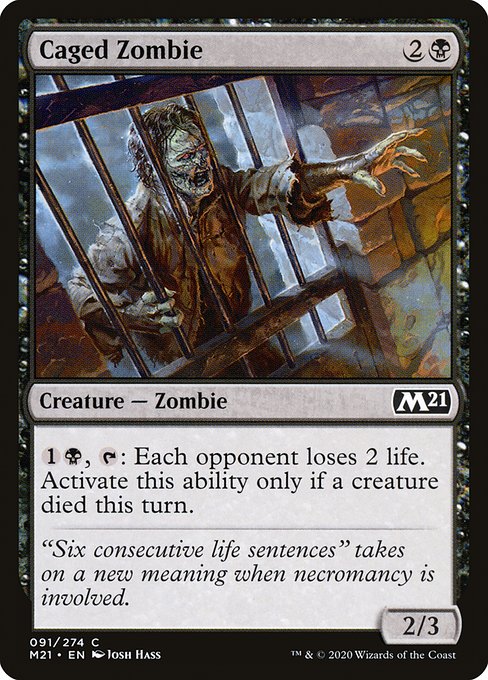 Caged Zombie 2
Creature — Zombie M21
1, : Each opponent loses 2 life.
Activate this ability only if a creature
died this turn.
“Six consecutive life sentences” takes
on a new meaning when necromancy is
involved.
2/3
091/274 C
M21 • EN Josh Hass ™ & © 2020 Wizards of the Coast